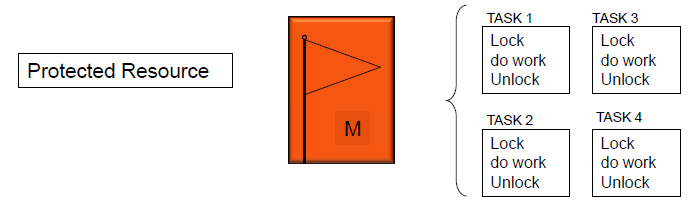 Protected Resource
M
TASK 1
Lock
do work
Unlock
TASK 3
Lock
do work
Unlock
TASK 2
Lock
do work
Unlock
TASK 4
Lock
do work
Unlock